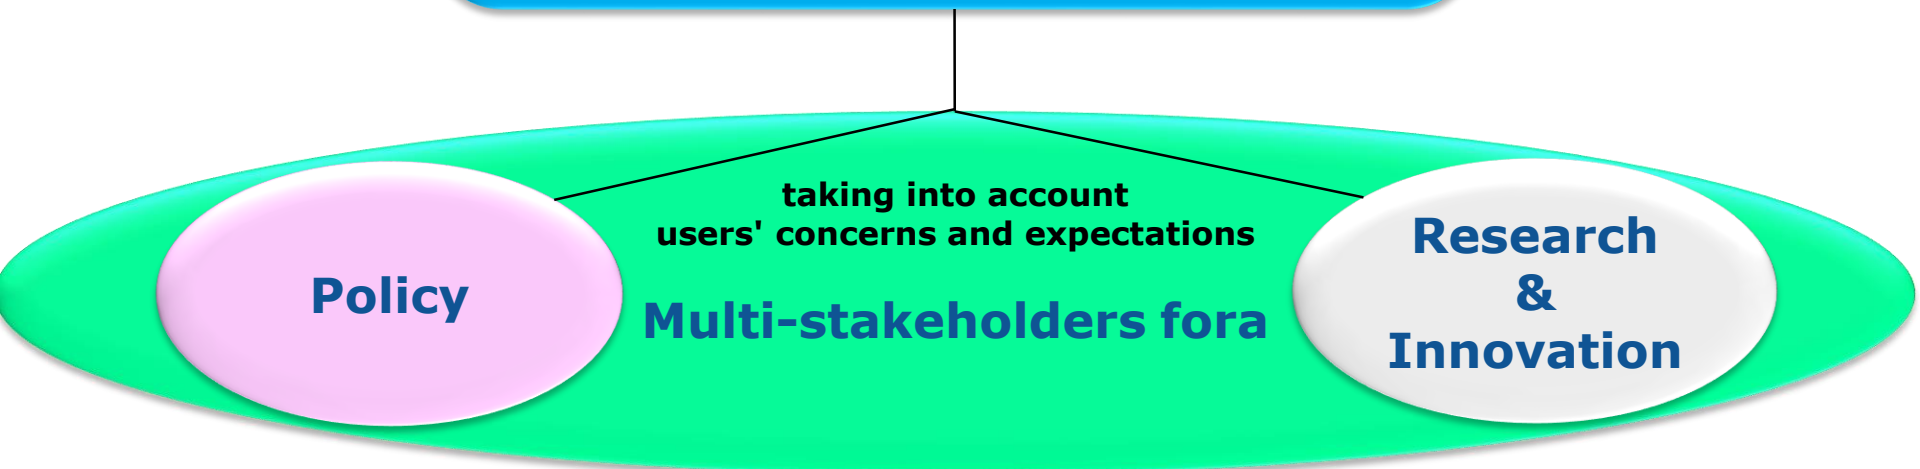 taking into account
users' concerns and expectations
Policy
Multi-stakeholders fora
Research
&
Innovation